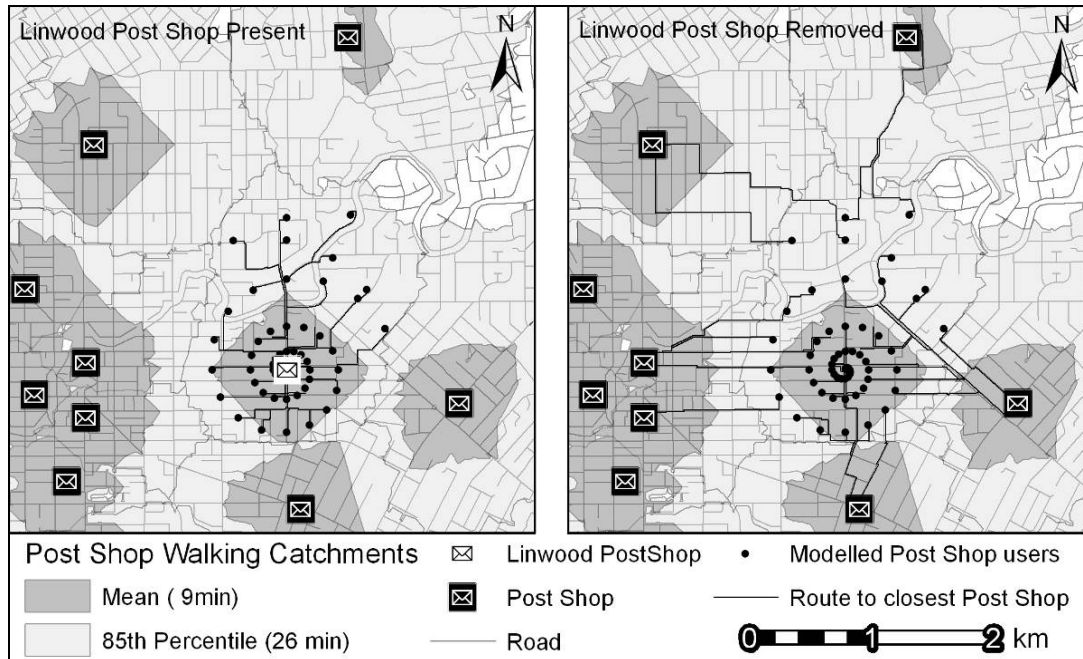 Linwood Post Shop Present
N
Linwood Post Shop Removed
N
Post Shop Walking Catchments
Mean ( 9min)
85th Percentile (26 min)
Linwood PostShop
Post Shop
Road
Modelled Post Shop users
Route to closest Post Shop
0 1 2 km